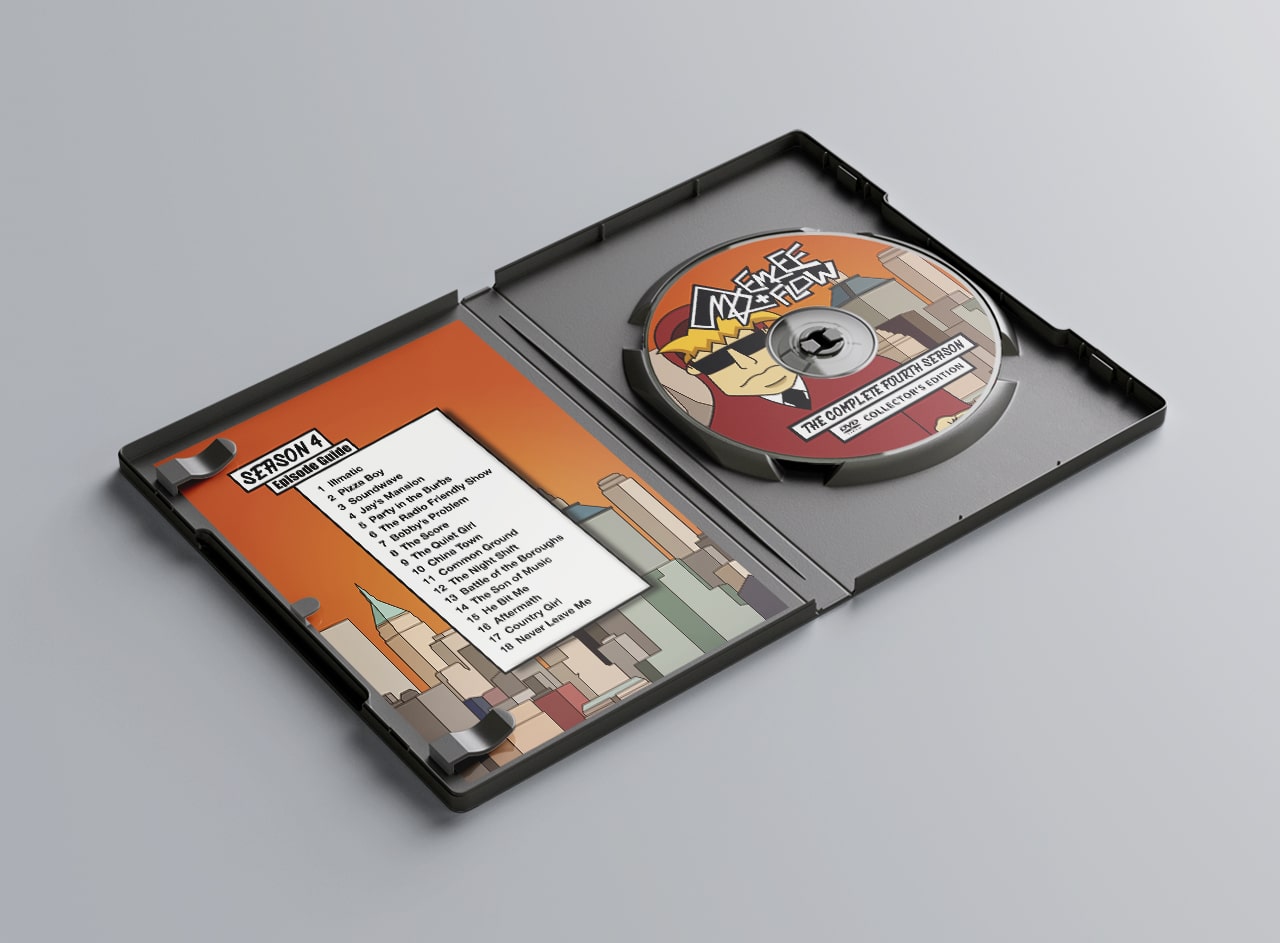 SEASON 4
Episode Guide
1 Illmatic
2 Pizza Boy
3 Soundwave
4 Jay's Mansion
5 Party in the Burbs
6 The Radio Friendly Show
7 Bobby's Problem
8 The Score
9 The Quiet Girl
10 China Town
11 Common Ground
12 The Night Shift
13 Battle of the Boroughs
14 The Son of Music
15 He Bit Me
16 Aftermath
17 Country Girl
18 Never Leave Me
EMCEE
MOE + FLOW
THE COMPLETE FOURTH SEASON
DVD COLLECTOR'S EDITION